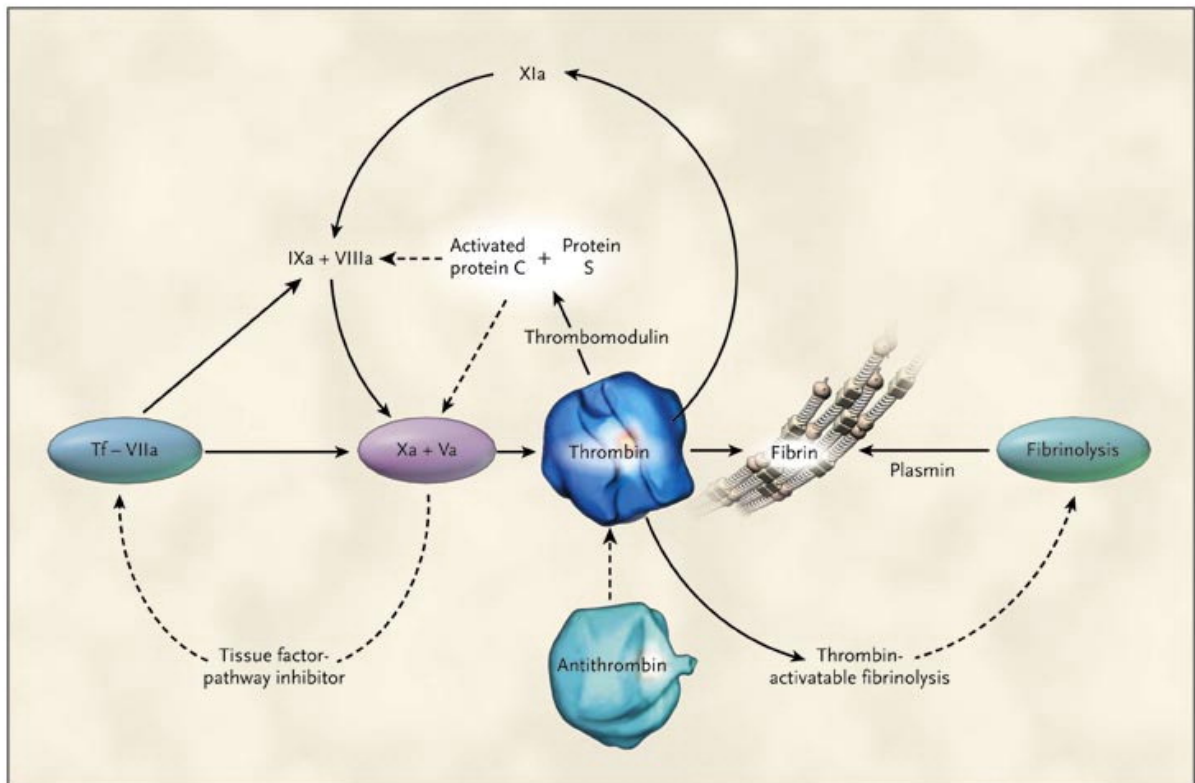 XIa
IXa + VIIIa
Activated
protein C
+
Protein
S
Thrombomodulin
Tf – VIIa
Xa + Va
Thrombin
Fibrin
Plasmin
Fibrinolysis
Tissue factor-
pathway inhibitor
Antithrombin
Thrombin-
activatable fibrinolysis